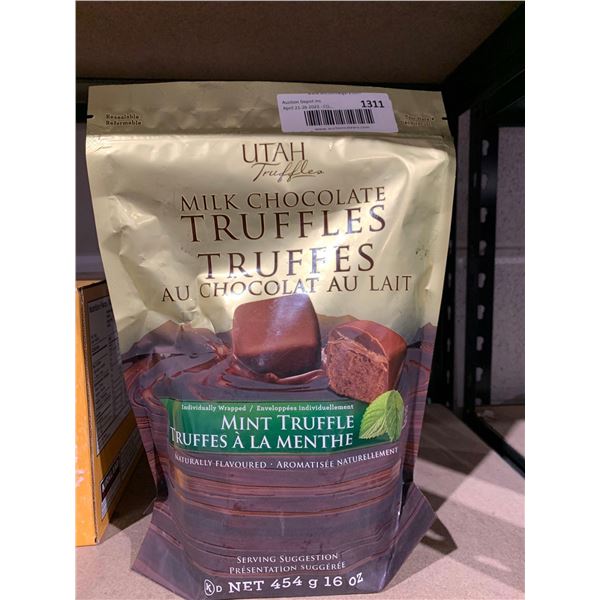 Auction Depot Inc
1311
Resealable
Refermable
UTAH
Truffles
MILK CHOCOLATE
TRUFFLES
TRUFFES
AU CHOCOLAT AU LAIT
Individually Wrapped / Enveloppées individuellement
MINT TRUFFLE
TRUFFES À LA MENTHE
NATURALLY FLAVOURED · AROMATISÉE NATURELLEMENT
SERVING SUGGESTION
PRÉSENTATION SUGGÉRÉE
K D NET 454 g 16 OZ